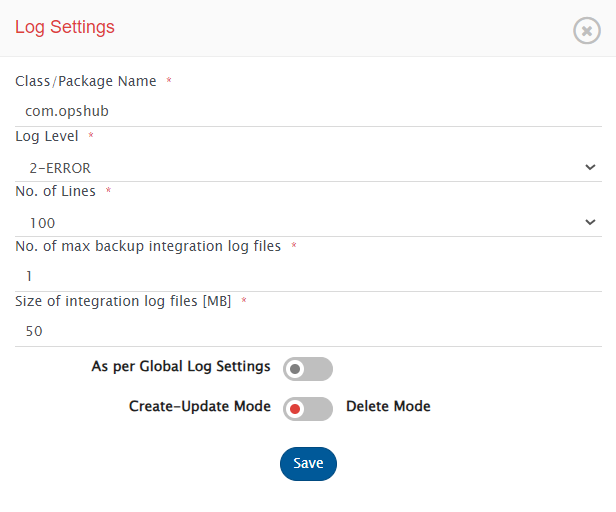 Log Settings
Class/Package Name *
com.opshub
Log Level *
2-ERROR
No. of Lines *
100
No. of max backup integration log files *
1
Size of integration log files [MB] *
50
As per Global Log Settings
Create-Update Mode Delete Mode
Save